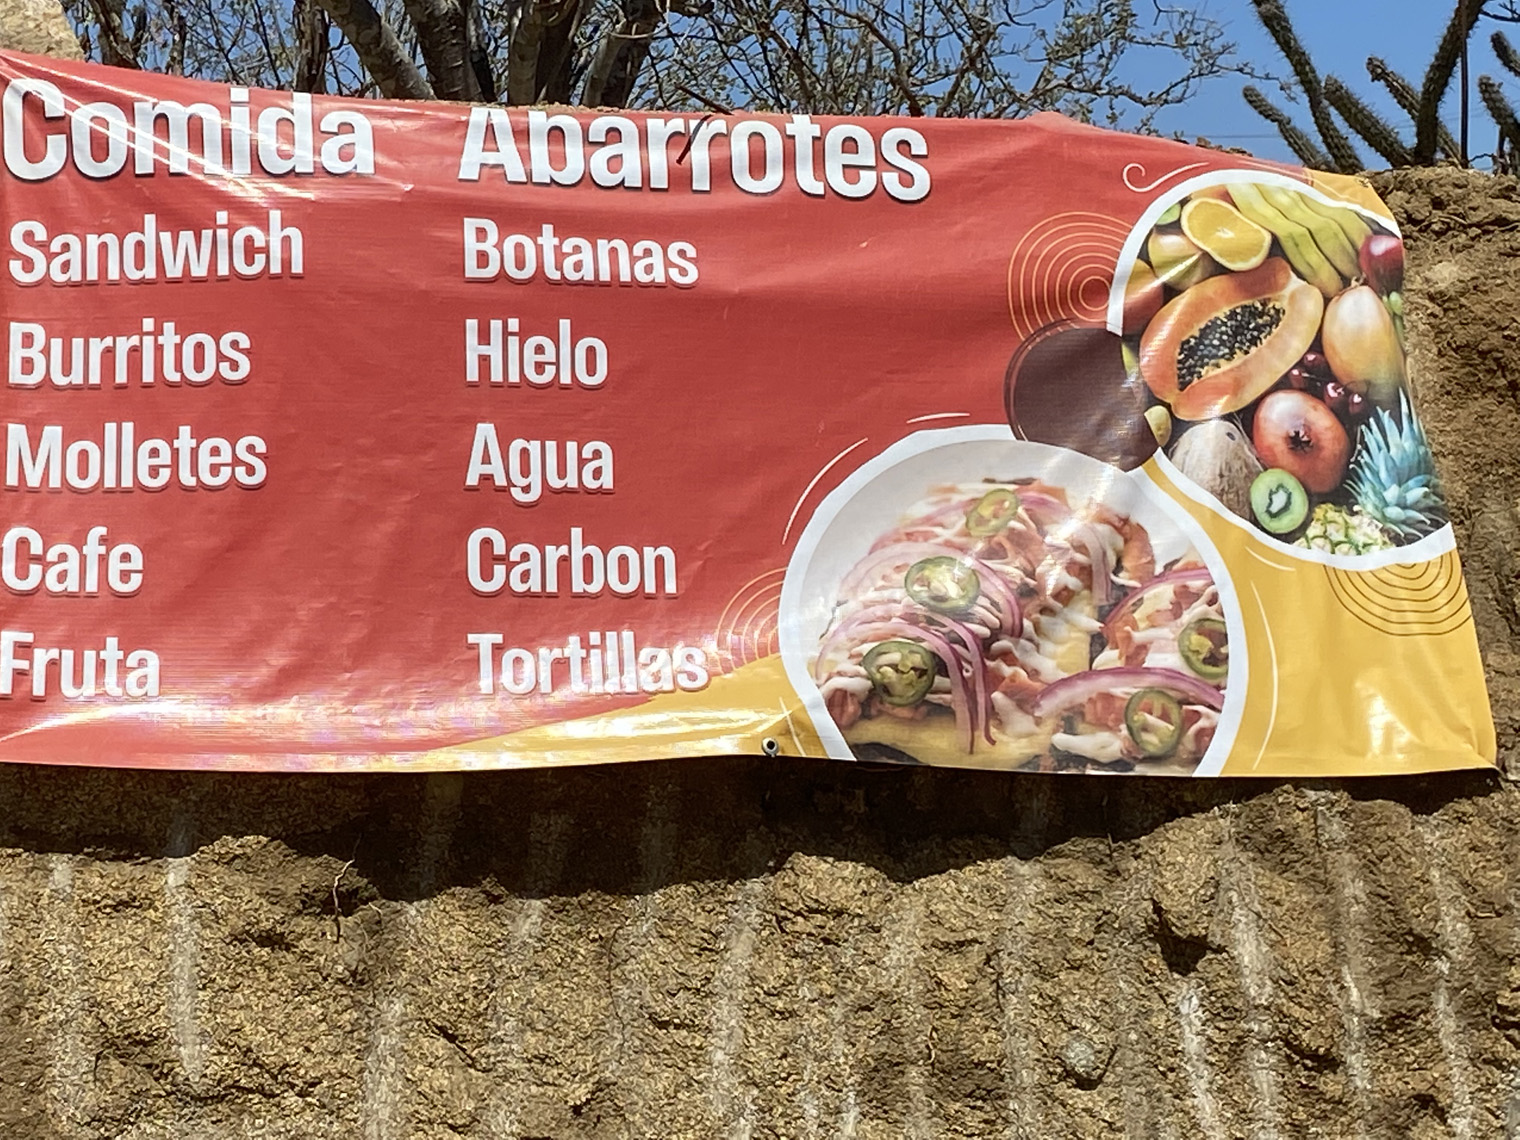 Comida
Sandwich
Burritos
Molletes
Cafe
Fruta
Abarrotes
Botanas
Hielo
Agua
Carbon
Tortillas